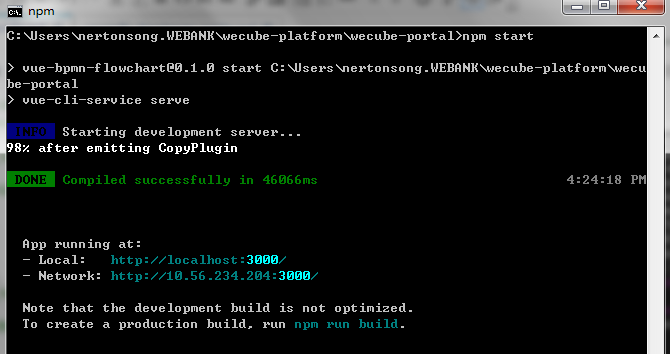 npm
C:\Users\nertonsong.WEBANK\wecube-platform\wecube-portal>npm start
> vue-bpmn-flowchart@0.1.0 start C:\Users\nertonsong.WEBANK\wecube-platform\wecu
be-portal
> vue-cli-service serve
INFO Starting development server...
98% after emitting CopyPlugin
DONE Compiled successfully in 46066ms 4:24:18 PM
App running at:
- Local: http://localhost:3000/
- Network: http://10.56.234.204:3000/
Note that the development build is not optimized.
To create a production build, run npm run build.